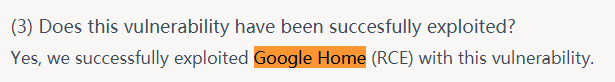 (3) Does this vulnerability have been succesfully exploited?
Yes, we successfully exploited Google Home (RCE) with this vulnerability.